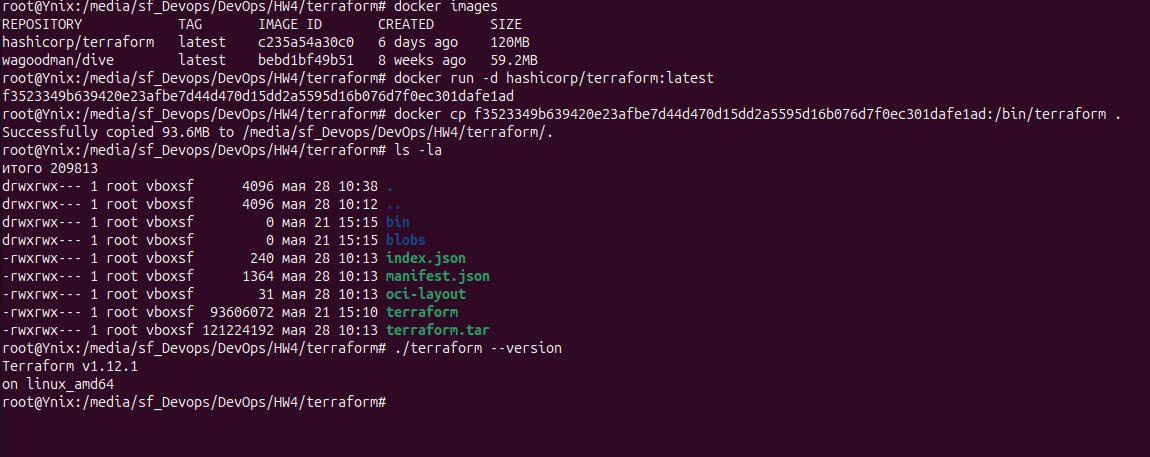 root@Ynix:/media/sf_Devops/DevOps/HW4/terraform# docker images
REPOSITORY            TAG       IMAGE ID       CREATED       SIZE
hashicorp/terraform   latest    c235a54a30c0   6 days ago    120MB
wagoodman/dive        latest    bebd1bf49b51   8 weeks ago   59.2MB
root@Ynix:/media/sf_Devops/DevOps/HW4/terraform# docker run -d hashicorp/terraform:latest
f3523349b639420e23afbe7d44d470d15dd2a5595d16b076d7f0ec301dafe1ad
root@Ynix:/media/sf_Devops/DevOps/HW4/terraform# docker cp f3523349b639420e23afbe7d44d470d15dd2a5595d16b076d7f0ec301dafe1ad:/bin/terraform .
Successfully copied 93.6MB to /media/sf_Devops/DevOps/HW4/terraform/.
root@Ynix:/media/sf_Devops/DevOps/HW4/terraform# ls -la
итого 209813
drwxrwx--- 1 root vboxsf      4096 мая 28 10:38 .
drwxrwx--- 1 root vboxsf      4096 мая 28 10:12 ..
drwxrwx--- 1 root vboxsf         0 мая 21 15:15 bin
drwxrwx--- 1 root vboxsf         0 мая 21 15:15 blobs
-rwxrwx--- 1 root vboxsf       240 мая 28 10:13 index.json
-rwxrwx--- 1 root vboxsf      1364 мая 28 10:13 manifest.json
-rwxrwx--- 1 root vboxsf        31 мая 28 10:13 oci-layout
-rwxrwx--- 1 root vboxsf  93606072 мая 21 15:10 terraform
-rwxrwx--- 1 root vboxsf 121224192 мая 28 10:13 terraform.tar
root@Ynix:/media/sf_Devops/DevOps/HW4/terraform# ./terraform --version
Terraform v1.12.1
on linux_amd64
root@Ynix:/media/sf_Devops/DevOps/HW4/terraform#